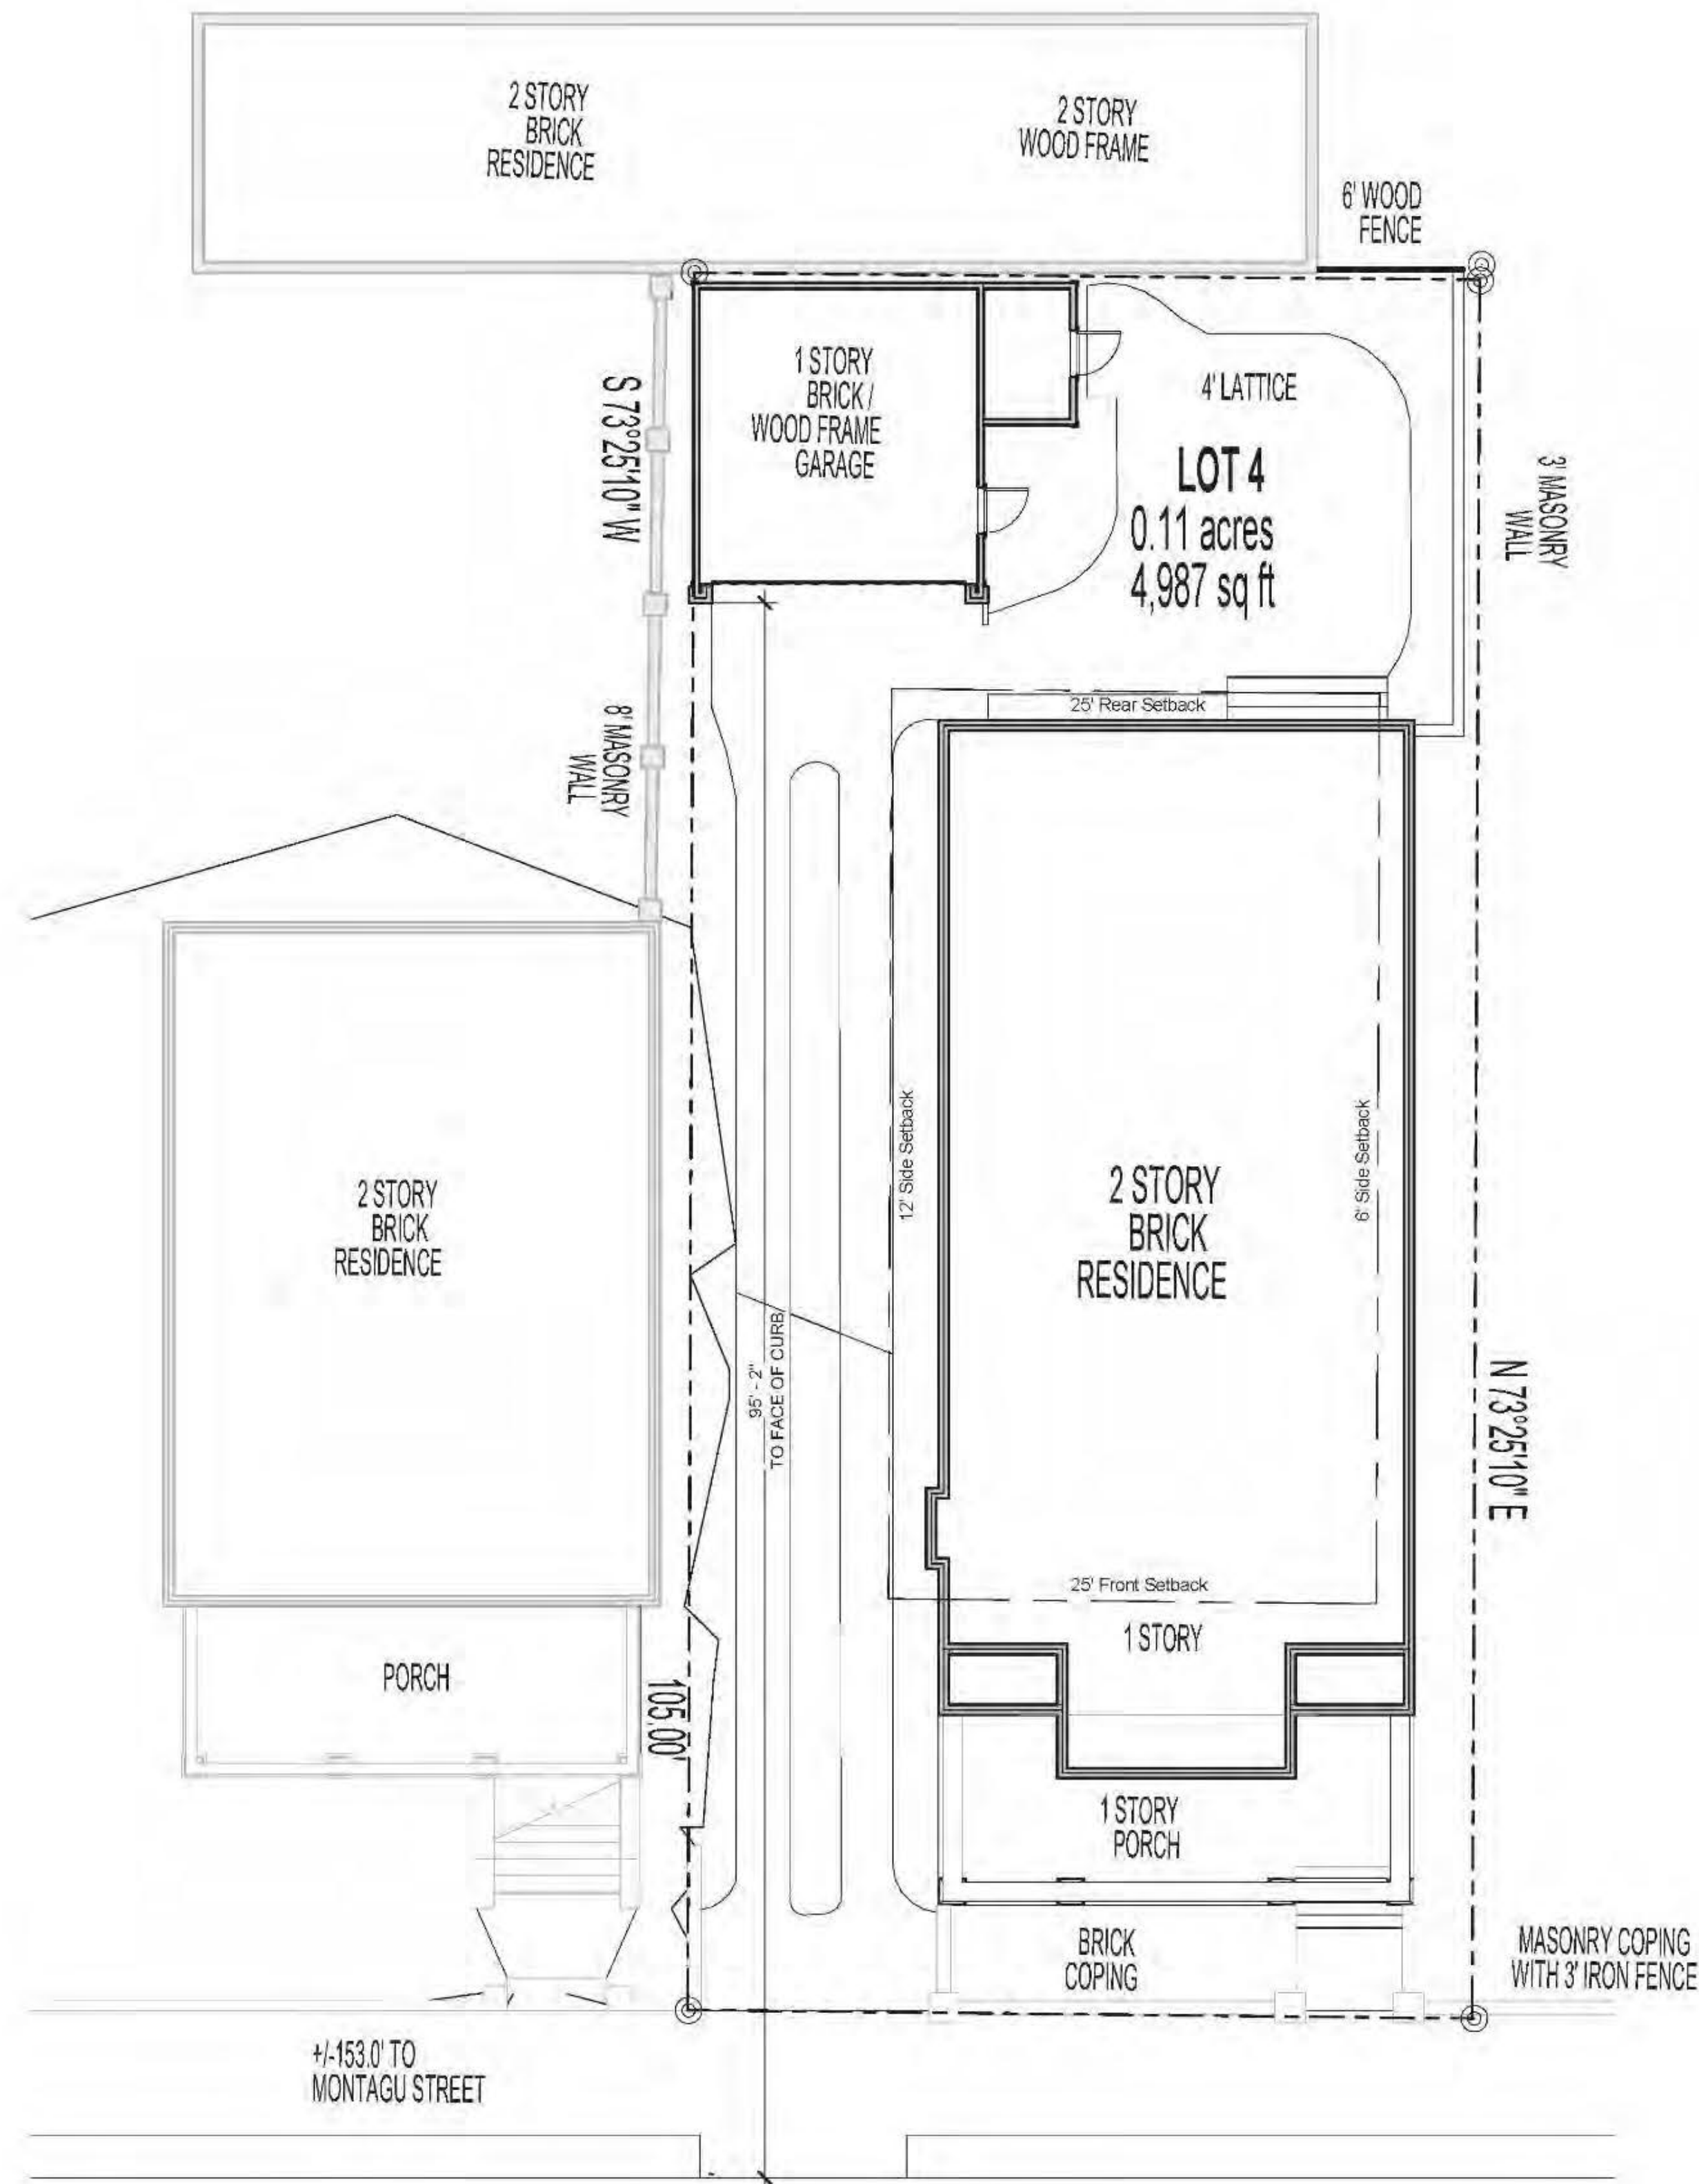 2 STORY
BRICK
RESIDENCE
2 STORY
WOOD FRAME
6' WOOD
FENCE
1 STORY
BRICK /
WOOD FRAME
GARAGE
4' LATTICE
LOT 4
0.11 acres
4,987 sq ft
S 73°25'10" W
3' MASONRY
WALL
25' Rear Setback
8' MASONRY
WALL
12' Side Setback
6' Side Setback
2 STORY
BRICK
RESIDENCE
2 STORY
BRICK
RESIDENCE
95' - 2"
TO FACE OF CURB
N 73°25'10" E
25' Front Setback
1 STORY
PORCH
105.00'
1 STORY
PORCH
BRICK
COPING
MASONRY COPING
WITH 3' IRON FENCE
+/-153.0' TO
MONTAGU STREET